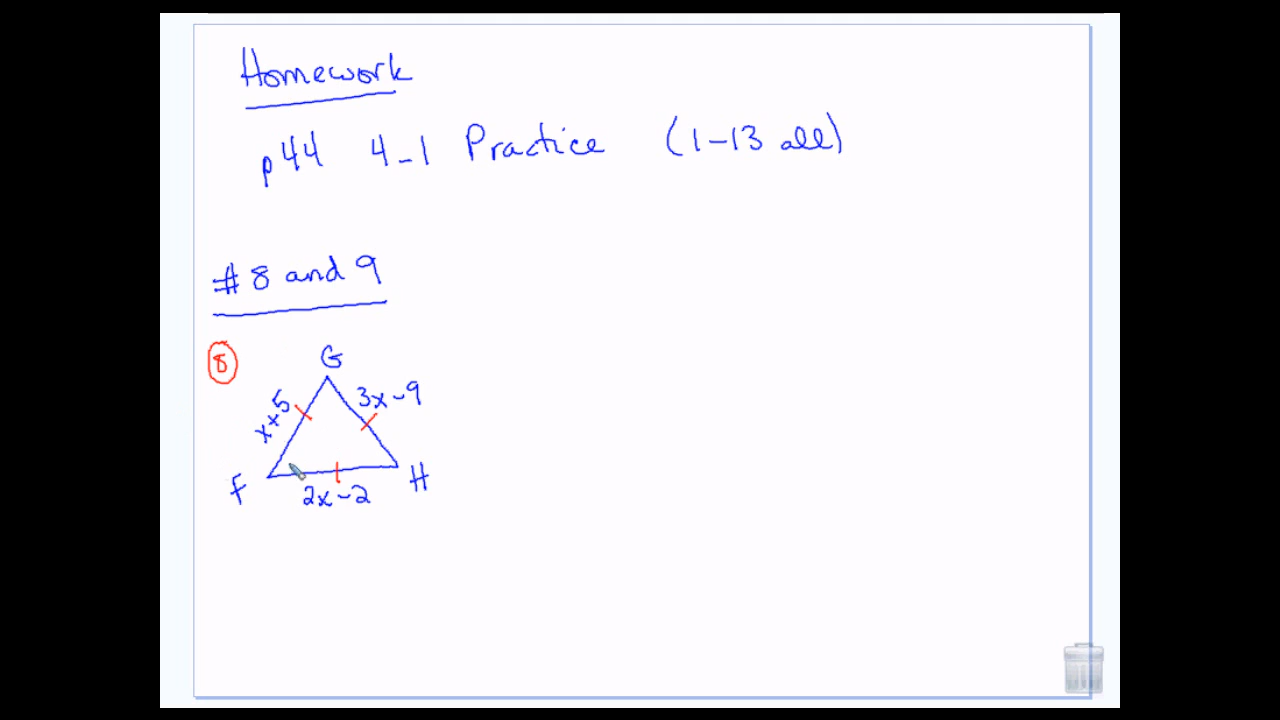 Homework
p44 4-1 Practice (1-13 all)
# 8 and 9
8
G
x+5
3x-9
F
H
2x-2